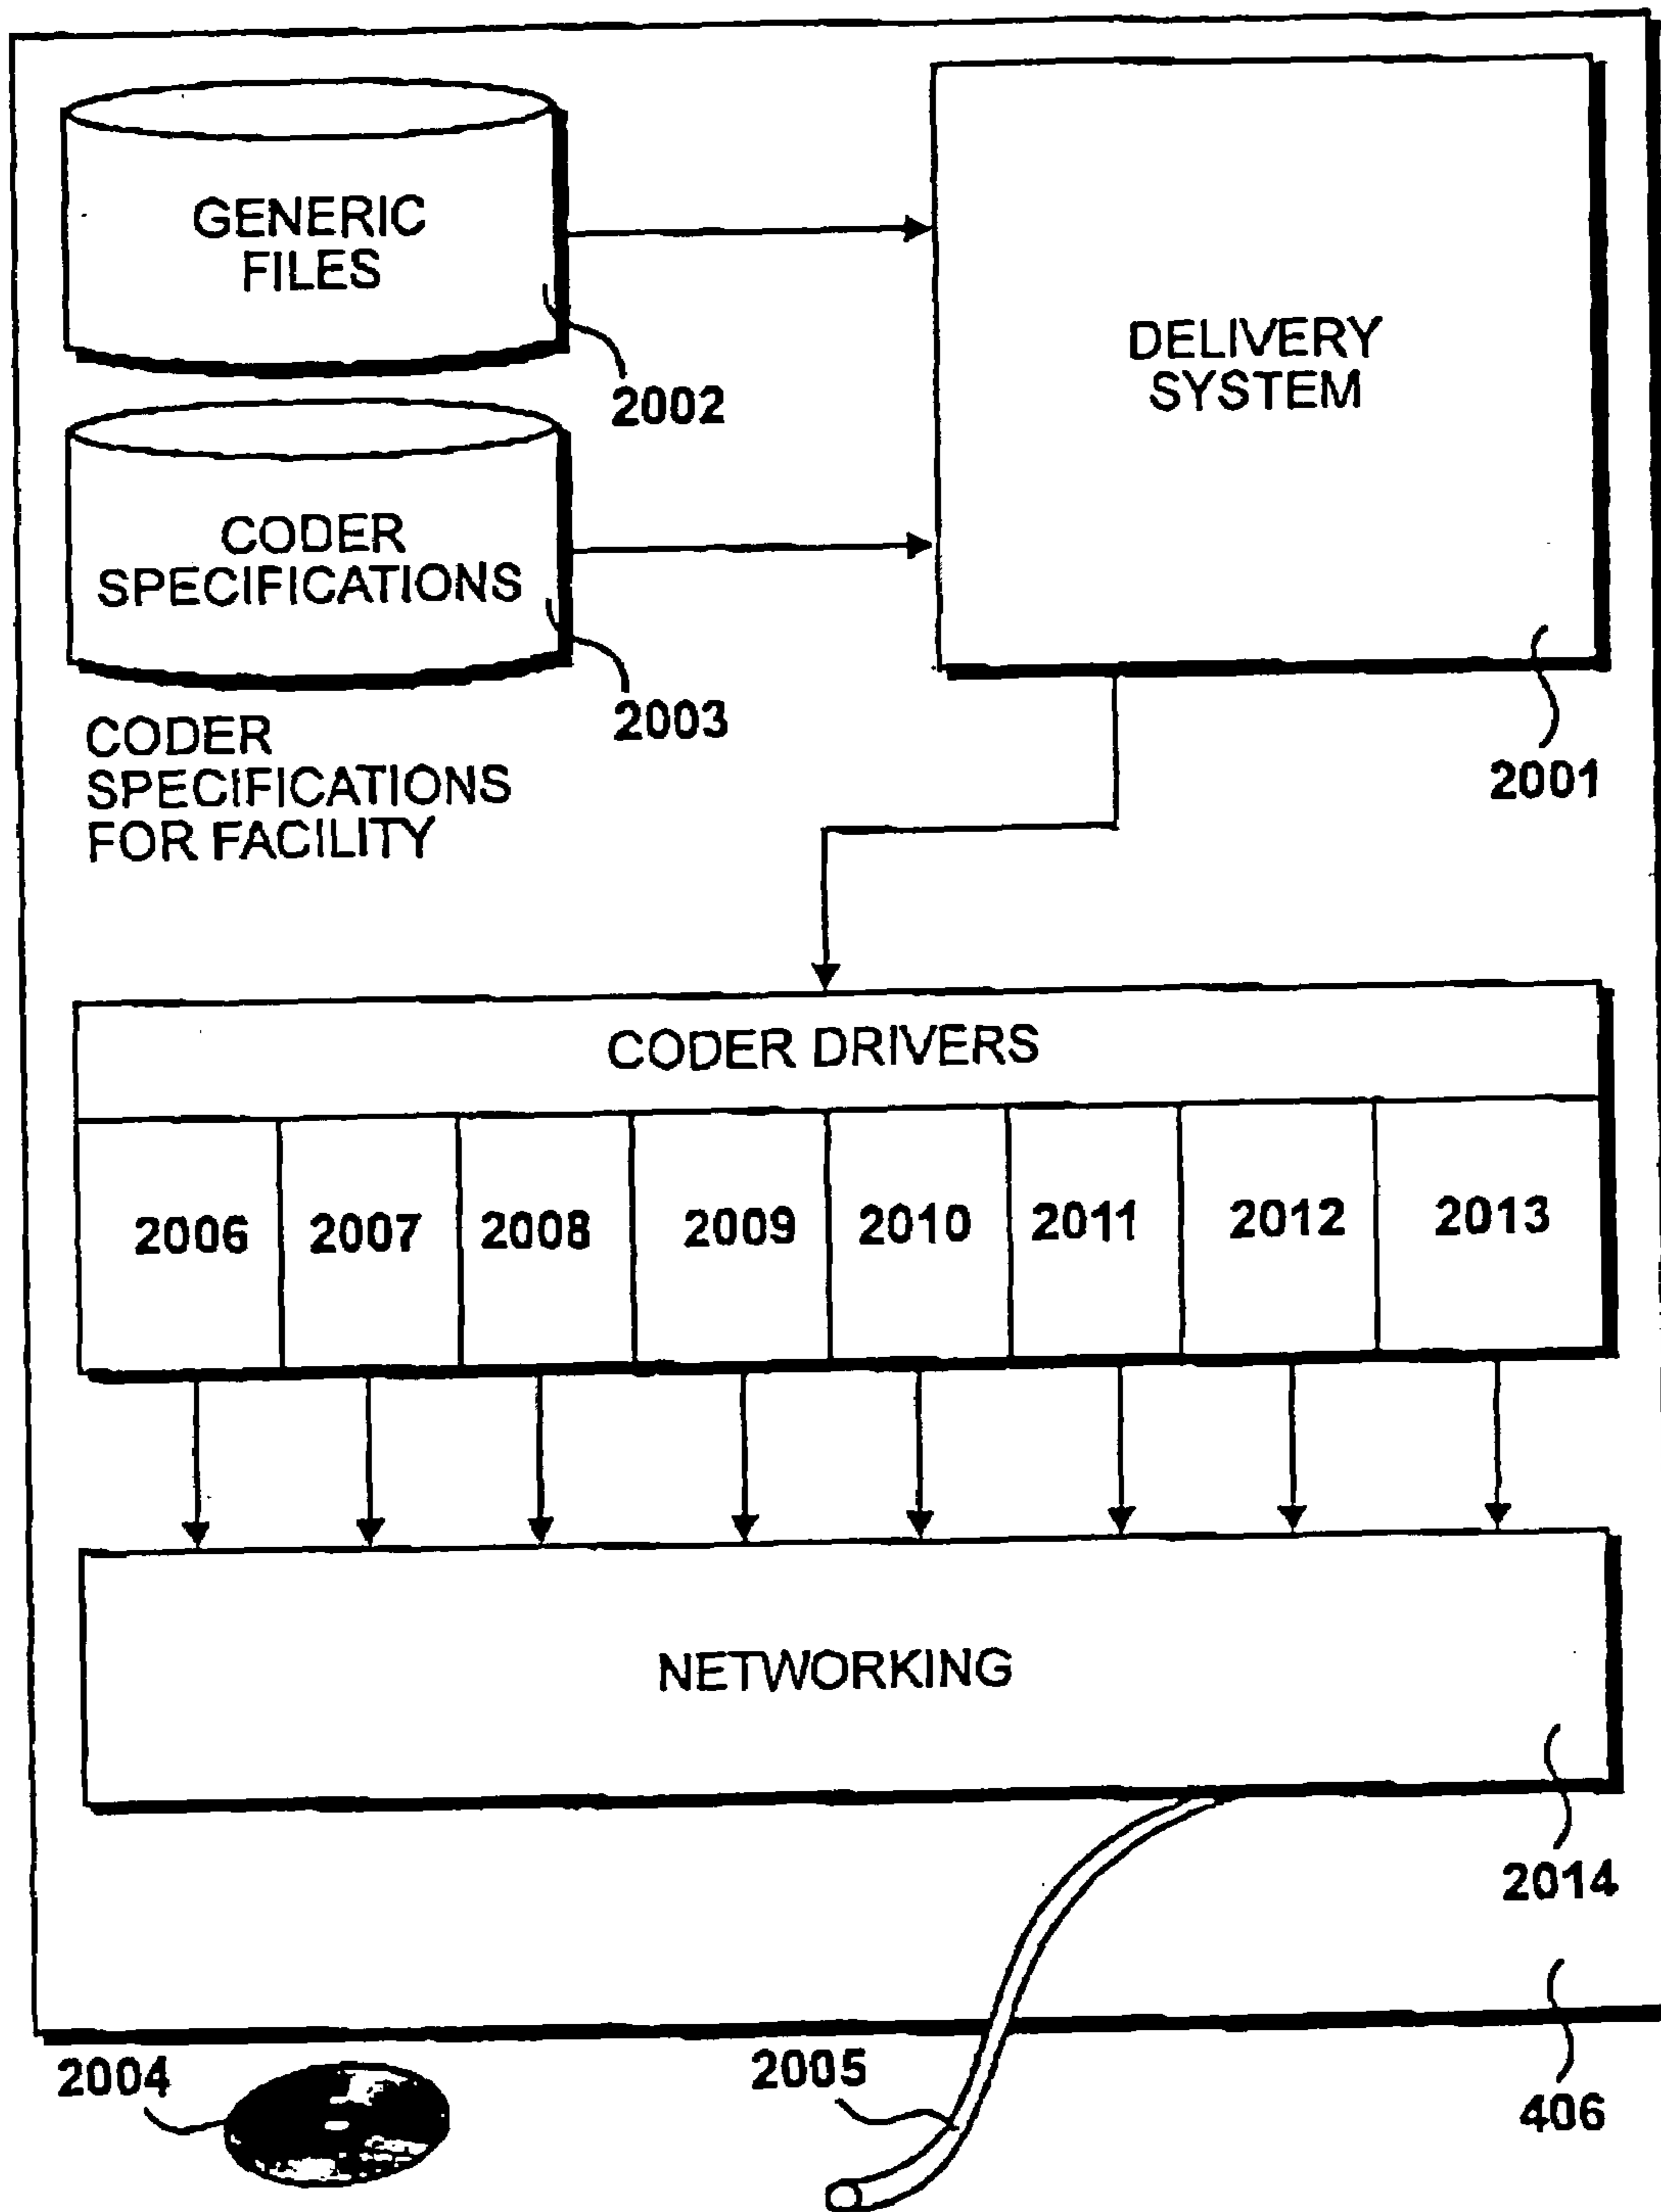 GENERIC
FILES
2002
DELIVERY
SYSTEM
2001
CODER
SPECIFICATIONS
2003
CODER
SPECIFICATIONS
FOR FACILITY
CODER DRIVERS
2006 2007 2008 2009 2010 2011 2012 2013
NETWORKING
2014
406
2004
2005